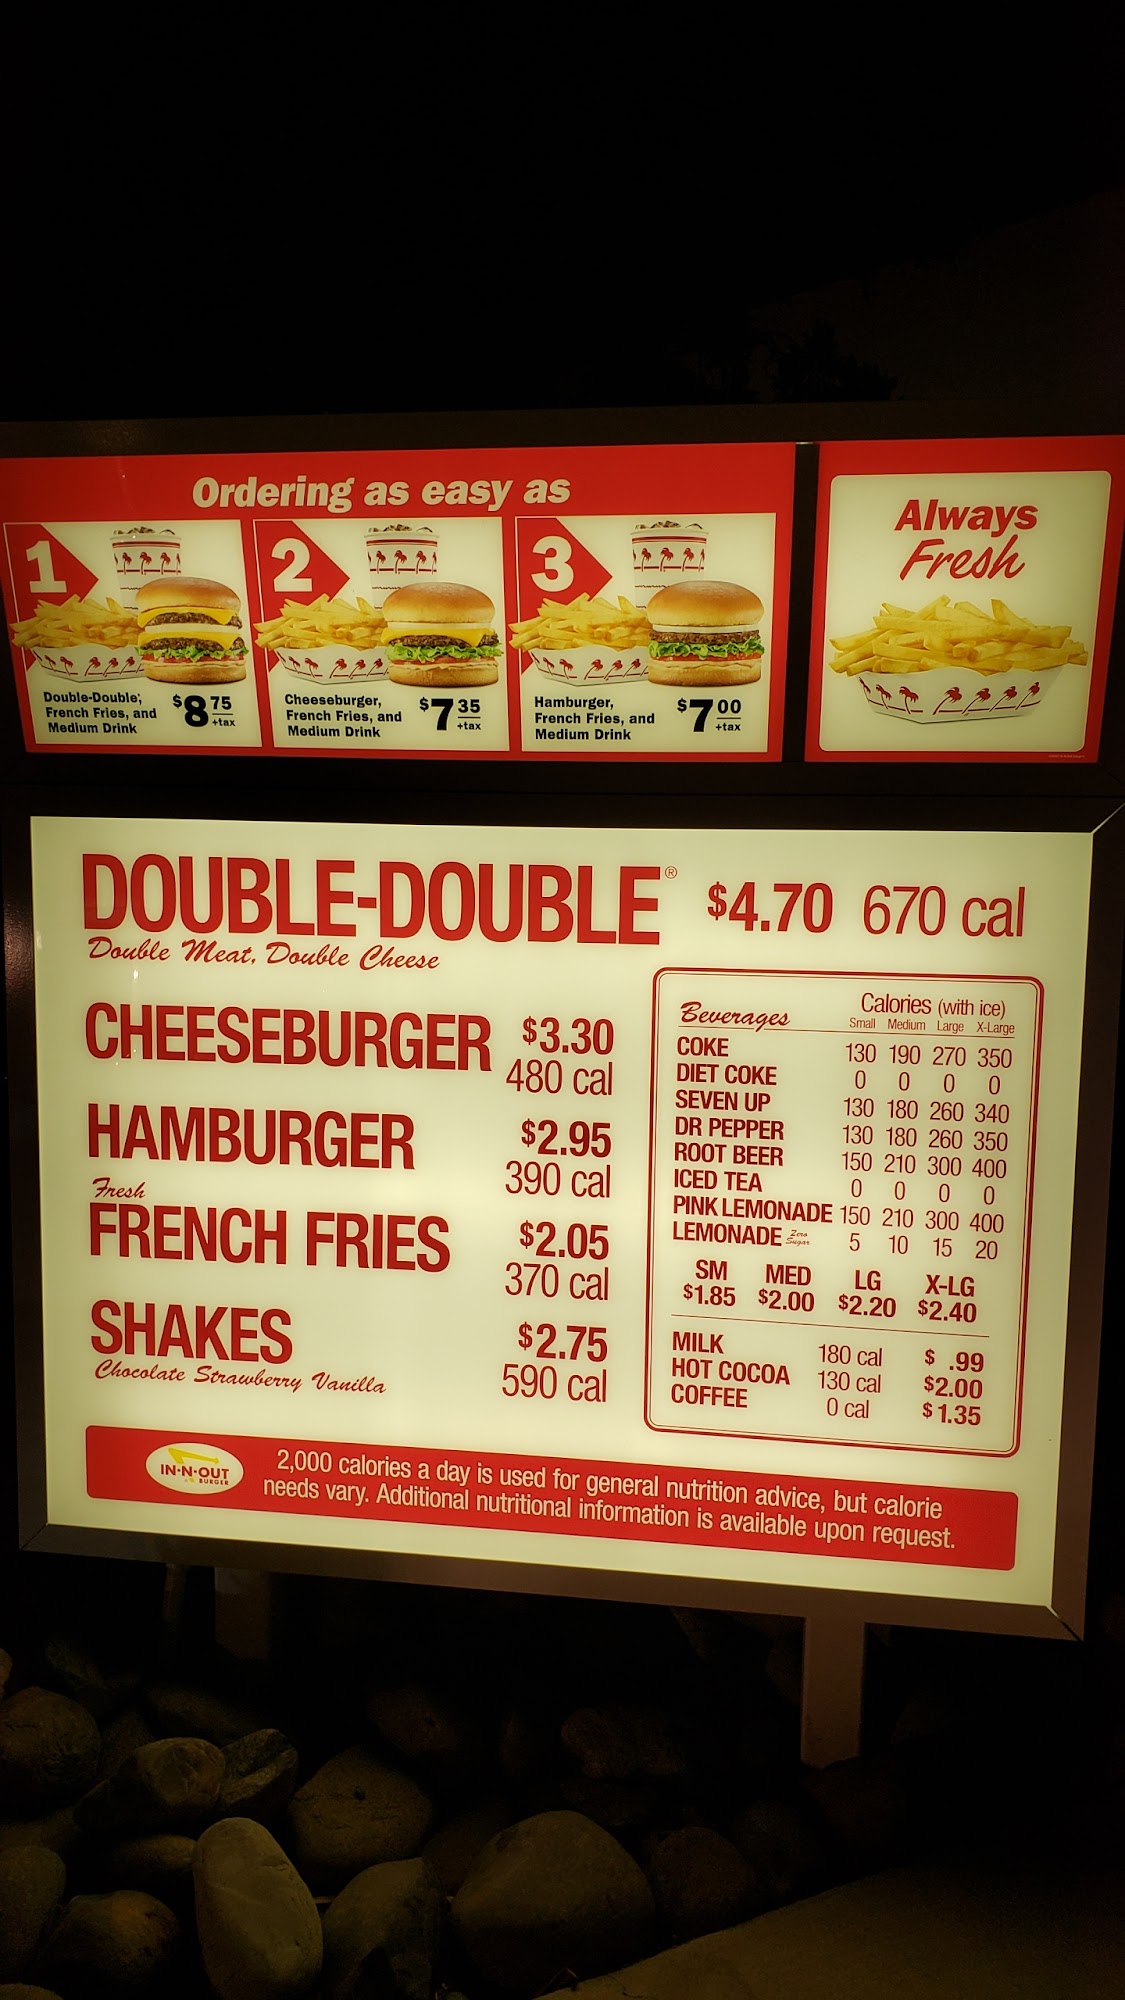 Ordering as easy as
1
Double-Double,
French Fries, and
Medium Drink
$8 75
+tax
2
Cheeseburger,
French Fries, and
Medium Drink
$7 35
+tax
3
Hamburger,
French Fries, and
Medium Drink
$7 00
+tax
Always
Fresh
DOUBLE-DOUBLE® $4.70 670 cal
Double Meat, Double Cheese
CHEESEBURGER $3.30
480 cal
HAMBURGER $2.95
390 cal
Fresh
FRENCH FRIES $2.05
370 cal
SHAKES $2.75
Chocolate Strawberry Vanilla 590 cal
Beverages Calories (with ice)
Small Medium Large X-Large
COKE 130 190 270 350
DIET COKE 0 0 0 0
SEVEN UP 130 180 260 340
DR PEPPER 130 180 260 350
ROOT BEER 150 210 300 400
ICED TEA 0 0 0 0
PINK LEMONADE 150 210 300 400
LEMONADE Zero Sugar 5 10 15 20
SM MED LG X-LG
$1.85 $2.00 $2.20 $2.40
MILK 180 cal $ .99
HOT COCOA 130 cal $2.00
COFFEE 0 cal $1.35
IN-N-OUT
BURGER
2,000 calories a day is used for general nutrition advice, but calorie
needs vary. Additional nutritional information is available upon request.